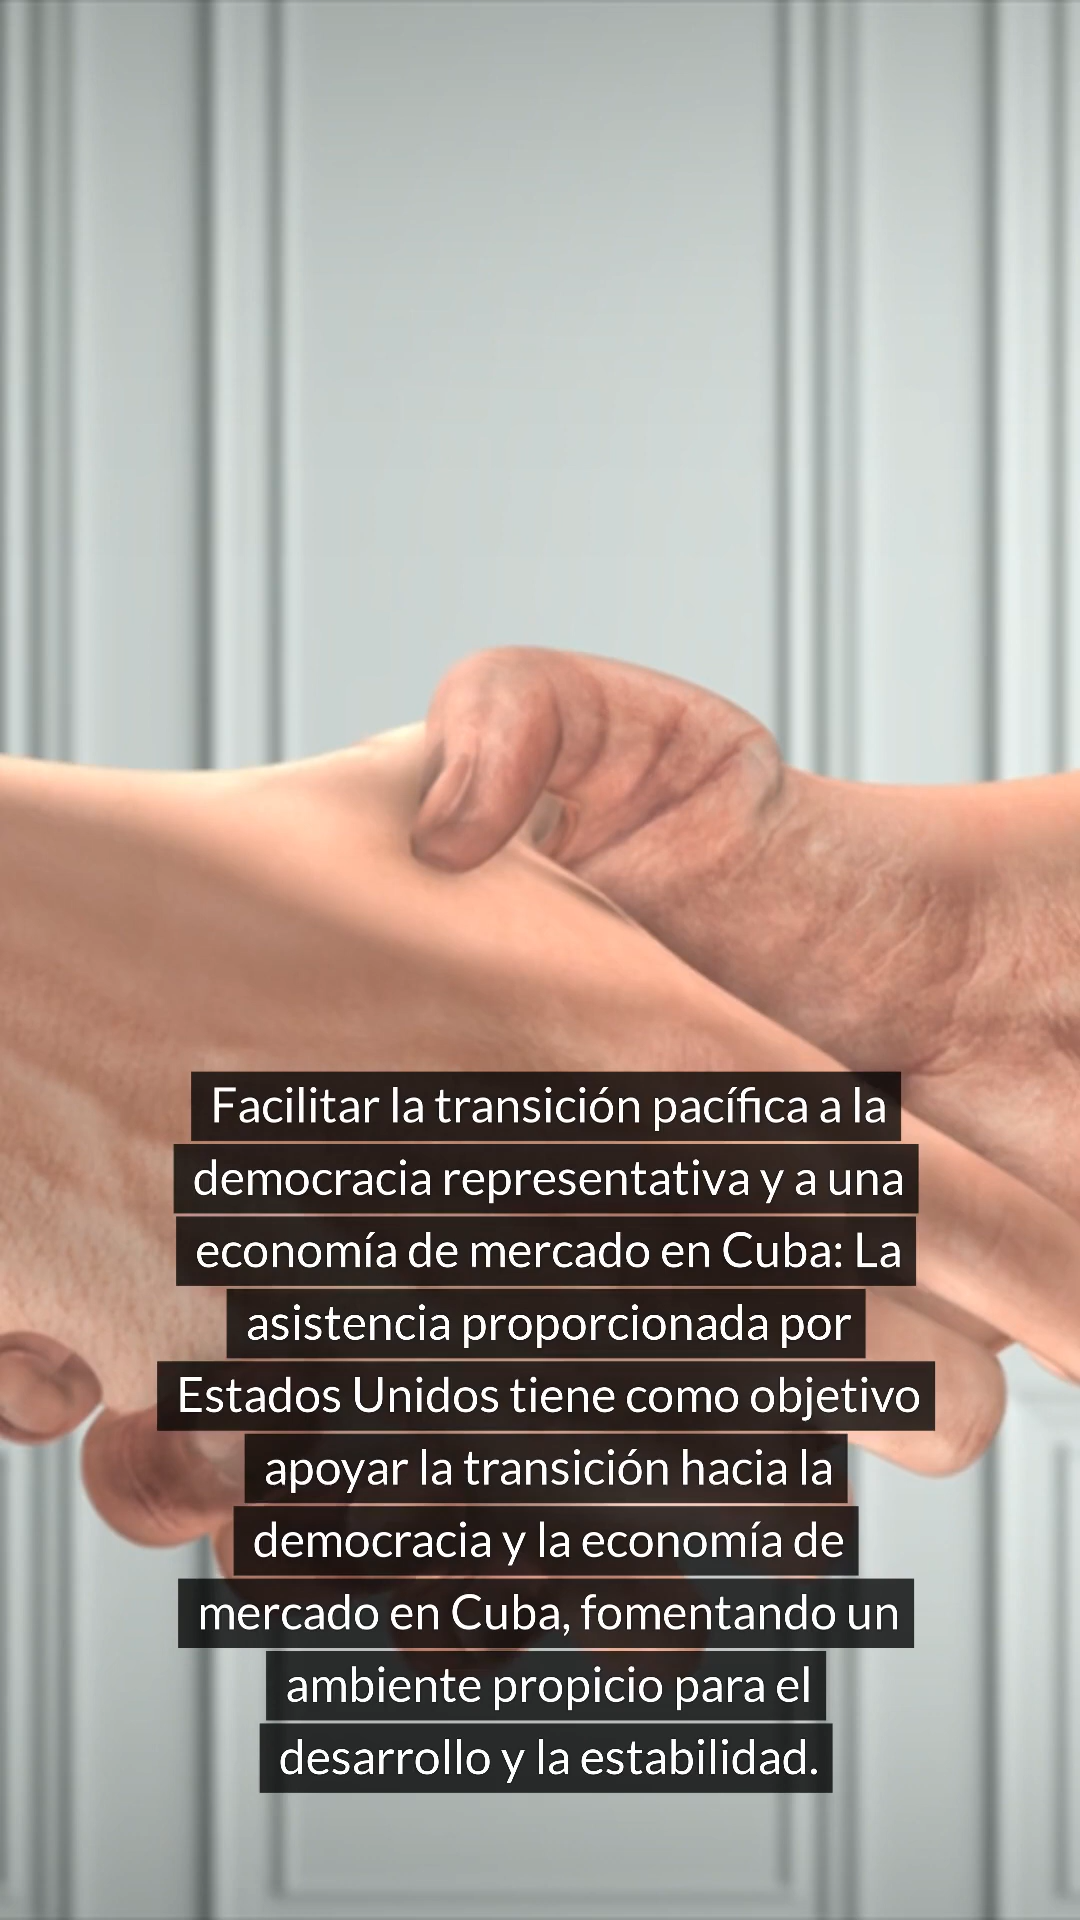 Facilitar la transición pacífica a la
democracia representativa y a una
economía de mercado en Cuba: La
asistencia proporcionada por
Estados Unidos tiene como objetivo
apoyar la transición hacia la
democracia y la economía de
mercado en Cuba, fomentando un
ambiente propicio para el
desarrollo y la estabilidad.